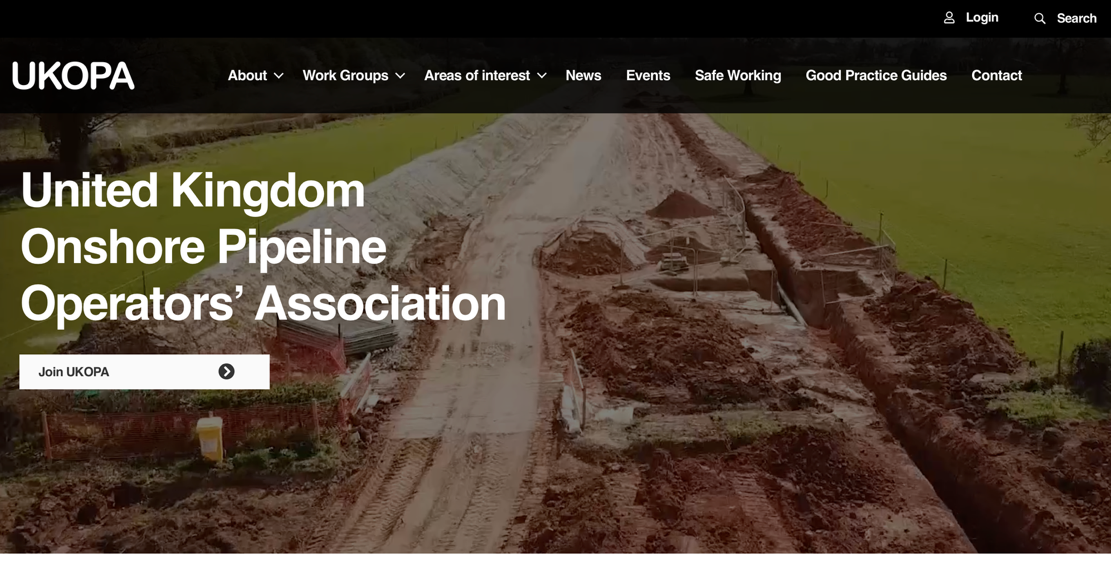 Login
Search
UKOPA
About
Work Groups
Areas of interest
News
Events
Safe Working
Good Practice Guides
Contact
United Kingdom
Onshore Pipeline
Operators’ Association
Join UKOPA